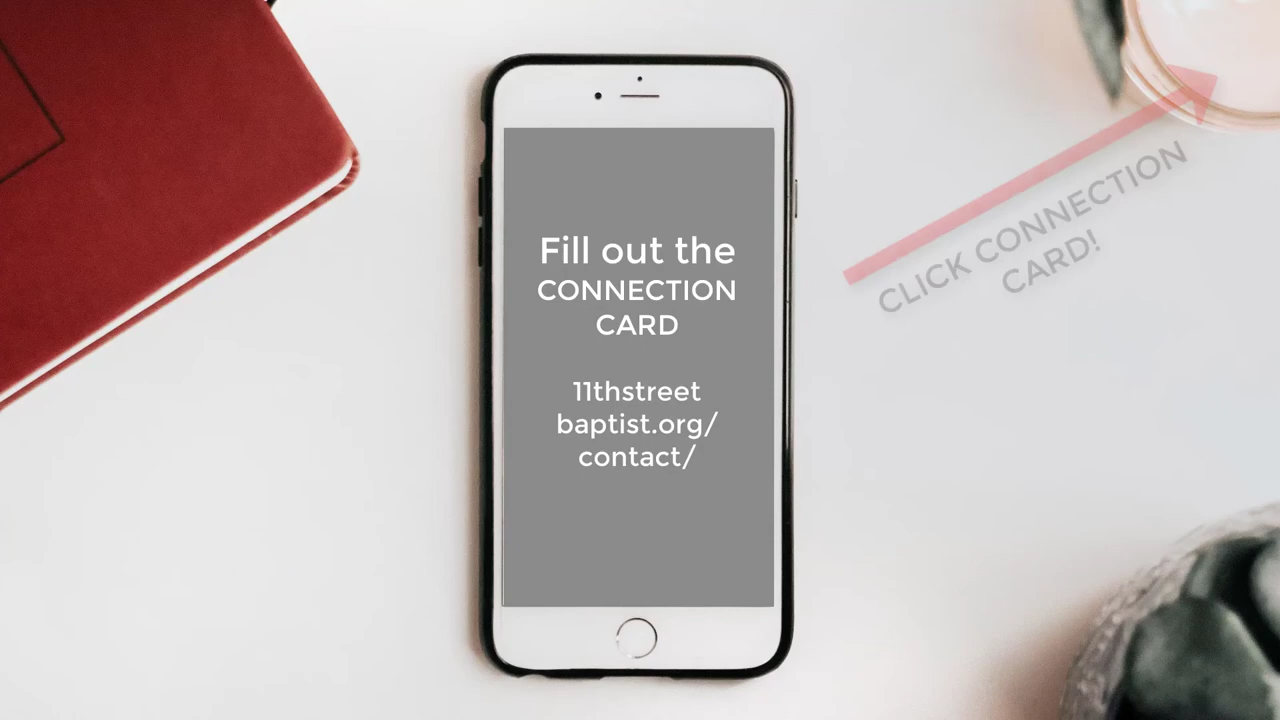 Fill out the
CONNECTION
CARD
11thstreet
baptist.org/
contact/
CLICK CONNECTION
CARD!